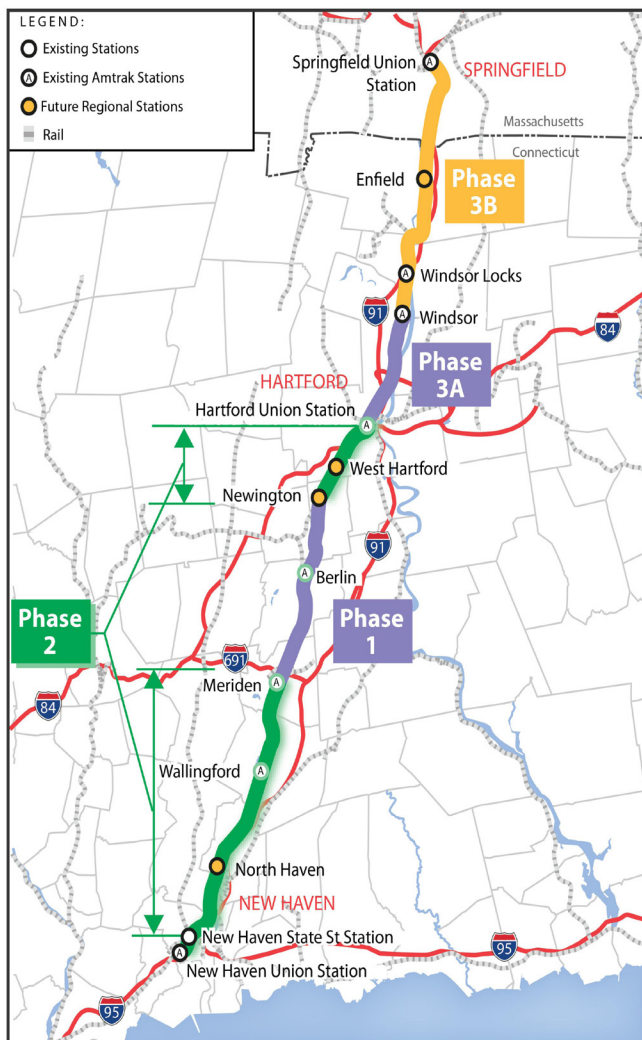 LEGEND:
Existing Stations
A
Existing Amtrak Stations
Future Regional Stations
Rail
Springfield Union
Station
A
SPRINGFIELD
Massachusetts
Connecticut
Enfield
Phase
3B
A
Windsor Locks
91
A
Windsor
84
Phase
3A
HARTFORD
Hartford Union Station
A
West Hartford
Newington
91
A
Berlin
Phase
2
Phase
1
691
Meriden
A
84
Wallingford
A
North Haven
NEW HAVEN
New Haven State St Station
A
New Haven Union Station
95
95